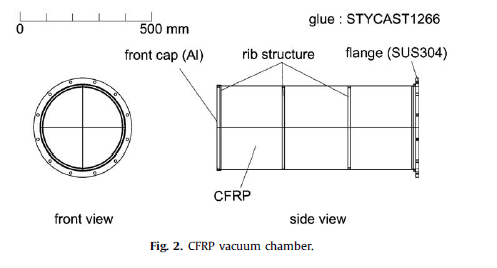 0
500 mm
glue : STYCAST1266
front cap (Al)
rib structure
flange (SUS304)
CFRP
front view
side view
Fig. 2. CFRP vacuum chamber.